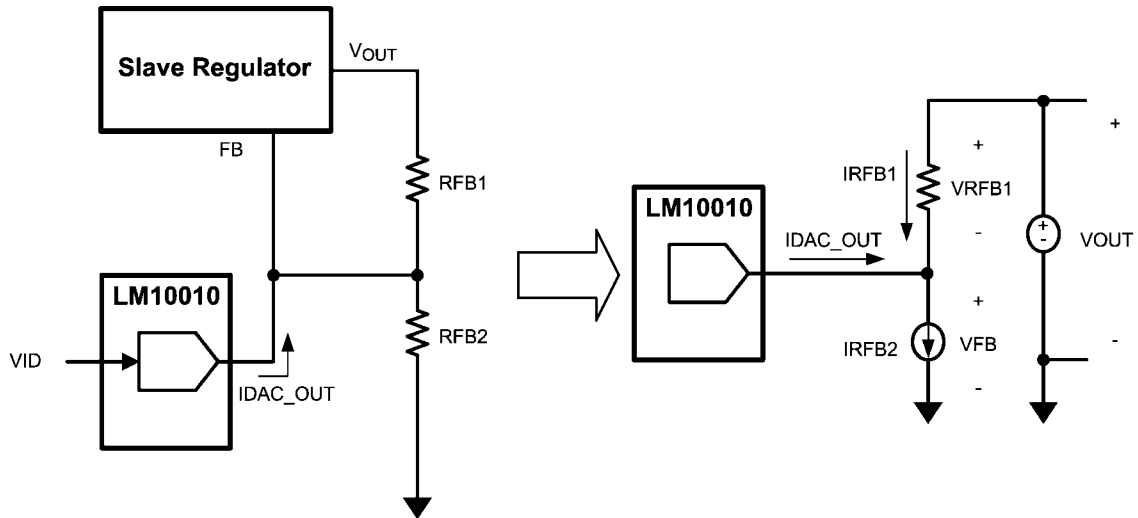 Slave Regulator
VOUT
FB
RFB1
LM10010
RFB2
VID
IDAC_OUT
LM10010
IDAC_OUT
IRFB1
+
VRFB1
-
+
IRFB2
VFB
-
+
-
+
VOUT
-